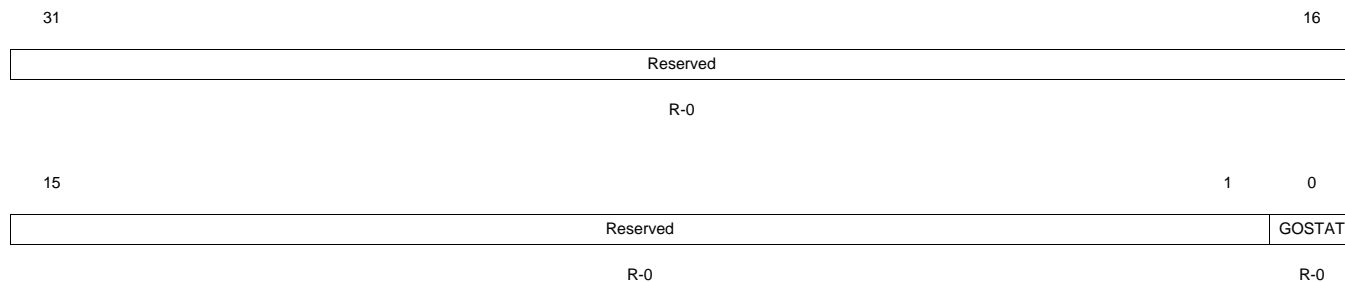 31 16
Reserved
R-0
15 1 0
Reserved GOSTAT
R-0 R-0